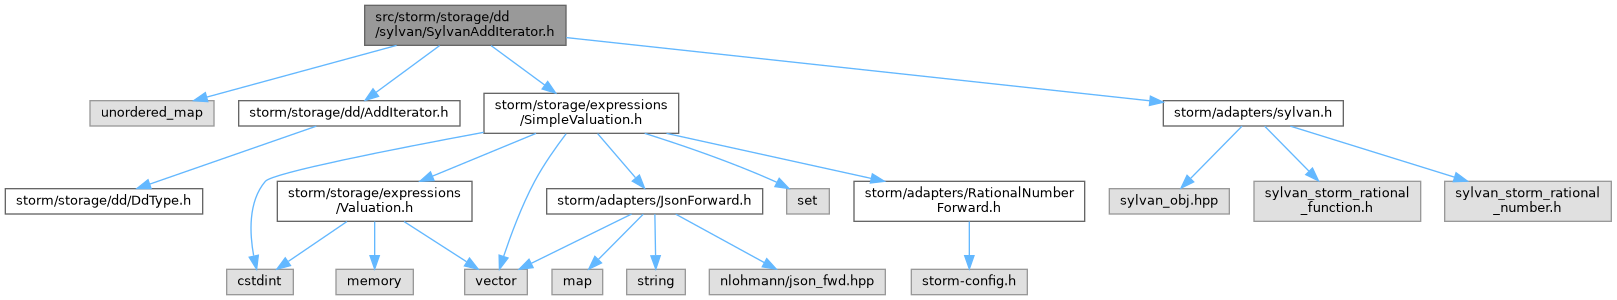 src/storm/storage/dd
/sylvan/SylvanAddIterator.h
unordered_map
storm/storage/dd/AddIterator.h
storm/storage/expressions
/SimpleValuation.h
storm/adapters/sylvan.h
storm/storage/dd/DdType.h
storm/storage/expressions
/Valuation.h
storm/adapters/JsonForward.h
set
storm/adapters/RationalNumber
Forward.h
sylvan_obj.hpp
sylvan_storm_rational
_function.h
sylvan_storm_rational
_number.h
cstdint
memory
vector
map
string
nlohmann/json_fwd.hpp
storm-config.h